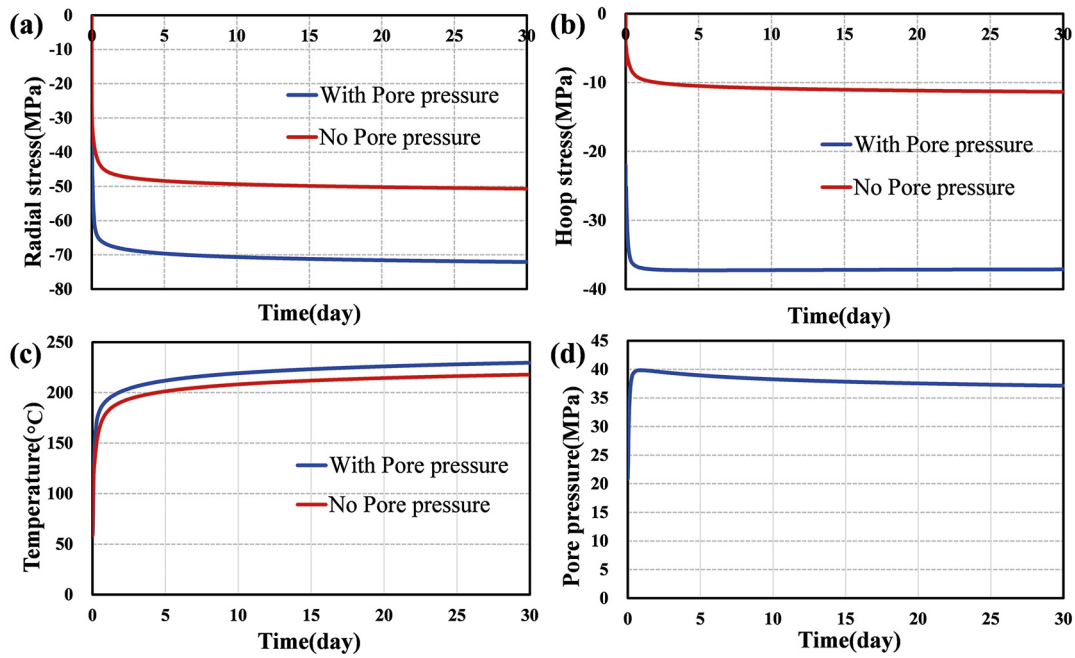 (a)
Radial stress(MPa)
0
-10
-20
-30
-40
-50
-60
-70
-80
0 5 10 15 20 25 30
With Pore pressure
No Pore pressure
Time(day)
(b)
Hoop stress(MPa)
0
-10
-20
-30
-40
0 5 10 15 20 25 30
With Pore pressure
No Pore pressure
Time(day)
(c)
Temperature(°C)
250
200
150
100
50
0
With Pore pressure
No Pore pressure
0 5 10 15 20 25 30
Time(day)
(d)
Pore pressure(MPa)
45
40
35
30
25
20
15
10
5
0
0 5 10 15 20 25 30
Time(day)